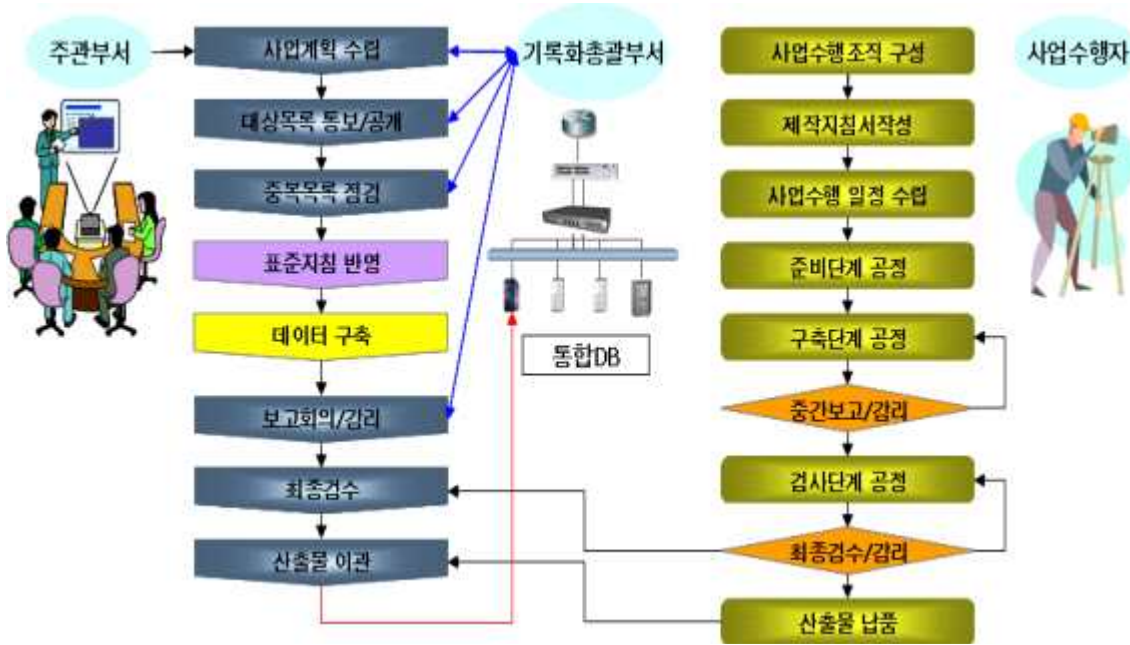 주관부서
사업계획 수립
기록화총괄부서
사업수행조직 구성
사업수행자
대상목록 통보/공개
제작지침서작성
중복목록 점검
사업수행 일정 수립
표준지침 반영
준비단계 공정
데이터 구축
통합DB
구축단계 공정
보고회의/감리
중간보고/감리
최종검수
검사단계 공정
산출물 이관
최종검수/감리
산출물 납품